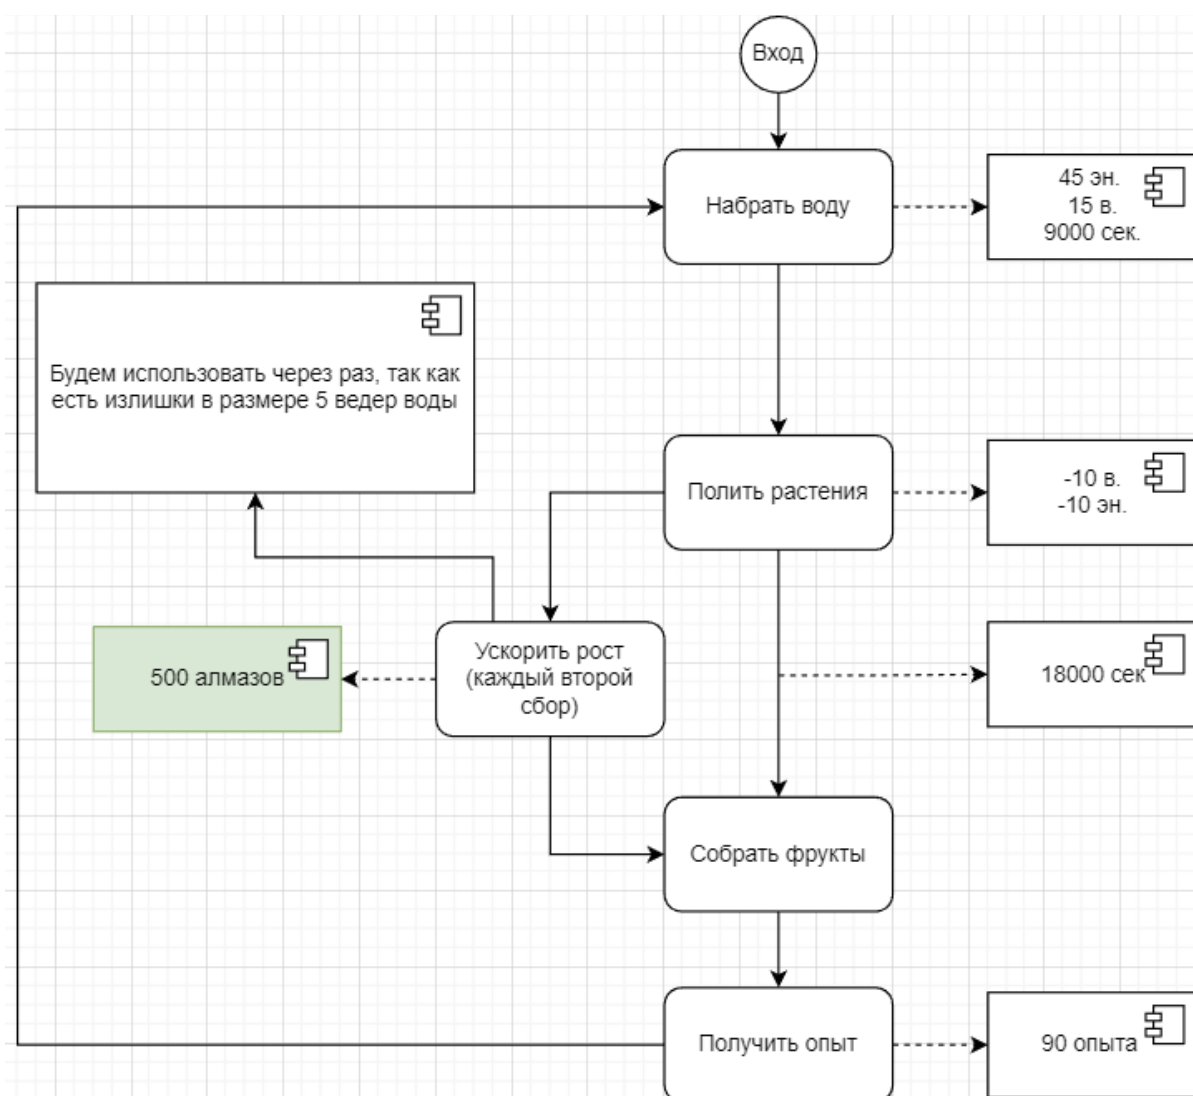 Вход
Набрать воду
45 эн.
15 в.
9000 сек.
Будем использовать через раз, так как
есть излишки в размере 5 ведер воды
Полить растения
-10 в.
-10 эн.
Ускорить рост
(каждый второй
сбор)
500 алмазов
18000 сек
Собрать фрукты
Получить опыт
90 опыта